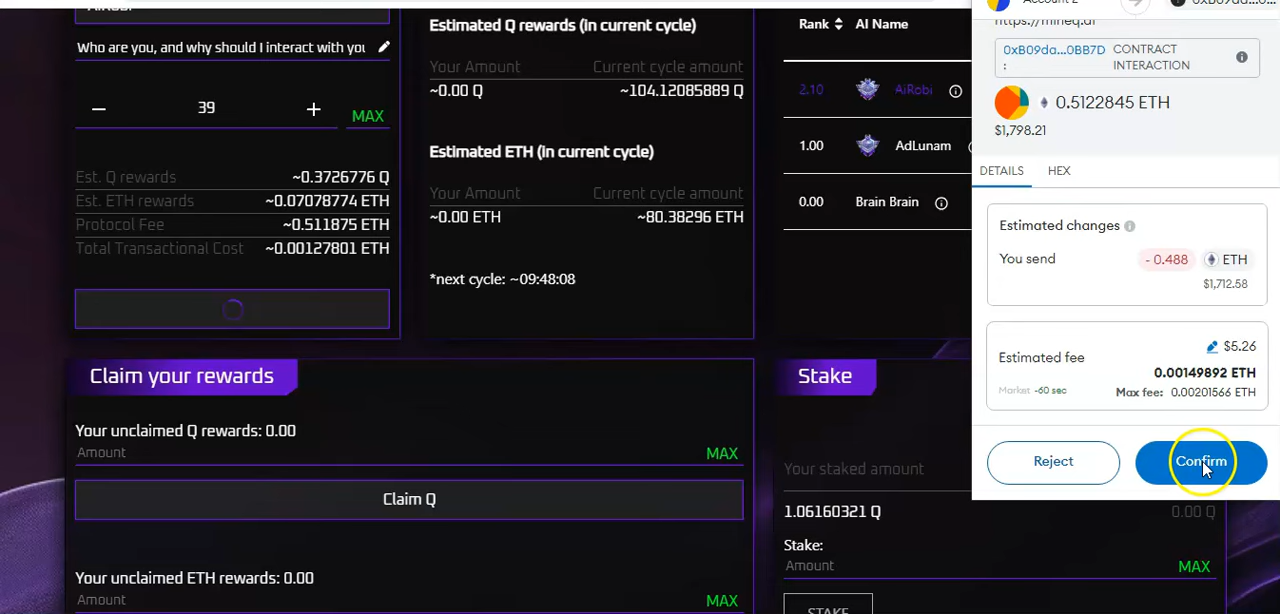 AiRobi
Who are you, and why should I interact with you
39
MAX
Est. Q rewards ~0.3726776 Q
Est. ETH rewards ~0.07078774 ETH
Protocol Fee ~0.511875 ETH
Total Transactional Cost ~0.00127801 ETH
Estimated Q rewards (in current cycle)
Your Amount Current cycle amount
~0.00 Q ~104.12085889 Q
Estimated ETH (in current cycle)
Your Amount Current cycle amount
~0.00 ETH ~80.38296 ETH
*next cycle: ~09:48:08
Rank AI Name
2.10 AiRobi
1.00 AdLunam
0.00 Brain Brain
Claim your rewards
Your unclaimed Q rewards: 0.00
Amount MAX
Claim Q
Your unclaimed ETH rewards: 0.00
Amount MAX
Stake
Your staked amount
1.06160321 Q 0.00 Q
Stake:
Amount MAX
STAKE
Account 2
https://mineq.ai
0xB09da...0BB7D CONTRACT
: INTERACTION
0.5122845 ETH
$1,798.21
DETAILS HEX
Estimated changes
You send - 0.488 ETH
$1,712.58
$5.26
Estimated fee
0.00149892 ETH
Market ~60 sec Max fee: 0.00201566 ETH
Reject Confirm